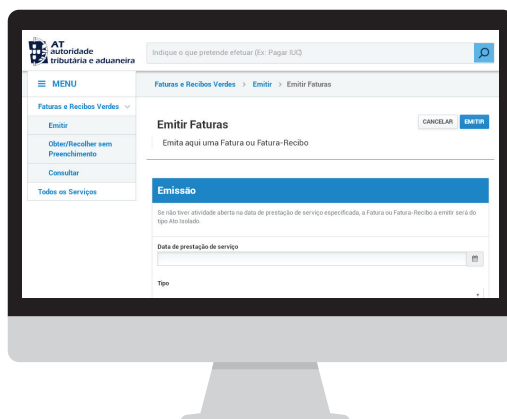 AT
autoridade
tributária e aduaneira
Indique o que pretende efetuar (Ex: Pagar IUC)
MENU
Faturas e Recibos Verdes > Emitir > Emitir Faturas
Faturas e Recibos Verdes
Emitir
Obter/Recolher sem
Preenchimento
Consultar
Todos os Serviços
Emitir Faturas
CANCELAR
EMITIR
Emita aqui uma Fatura ou Fatura-Recibo
Emissão
Se não tiver atividade aberta na data de prestação de serviço especificada, a Fatura ou Fatura-Recibo a emitir será do
tipo Ato Isolado.
Data de prestação de serviço
Tipo